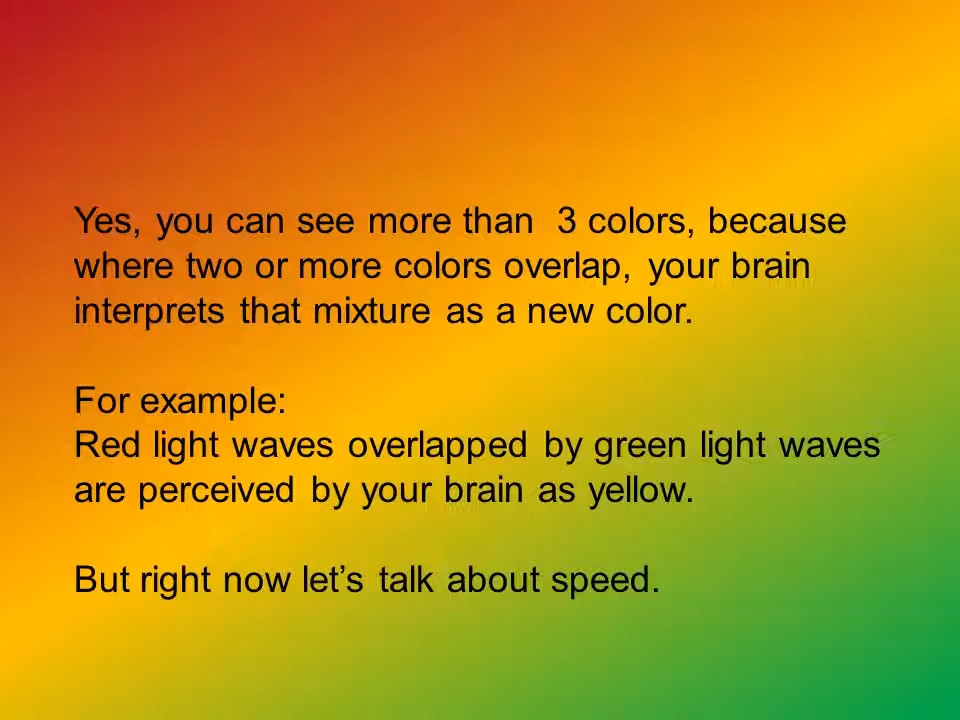 Yes, you can see more than  3 colors, because
where two or more colors overlap, your brain
interprets that mixture as a new color.
For example:
Red light waves overlapped by green light waves
are perceived by your brain as yellow.
But right now let’s talk about speed.